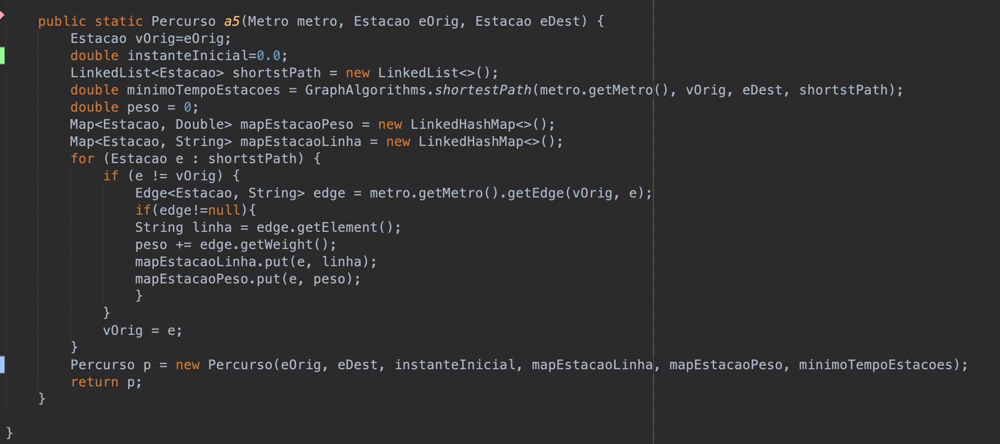 public static Percurso a5(Metro metro, Estacao eOrig, Estacao eDest) {
Estacao vOrig=eOrig;
double instanteInicial=0.0;
LinkedList<Estacao> shortstPath = new LinkedList<>();
double minimoTempoEstacoes = GraphAlgorithms.shortestPath(metro.getMetro(), vOrig, eDest, shortstPath);
double peso = 0;
Map<Estacao, Double> mapEstacaoPeso = new LinkedHashMap<>();
Map<Estacao, String> mapEstacaoLinha = new LinkedHashMap<>();
for (Estacao e : shortstPath) {
if (e != vOrig) {
Edge<Estacao, String> edge = metro.getMetro().getEdge(vOrig, e);
if(edge!=null){
String linha = edge.getElement();
peso += edge.getWeight();
mapEstacaoLinha.put(e, linha);
mapEstacaoPeso.put(e, peso);
}
}
vOrig = e;
}
Percurso p = new Percurso(eOrig, eDest, instanteInicial, mapEstacaoLinha, mapEstacaoPeso, minimoTempoEstacoes);
return p;
}
}